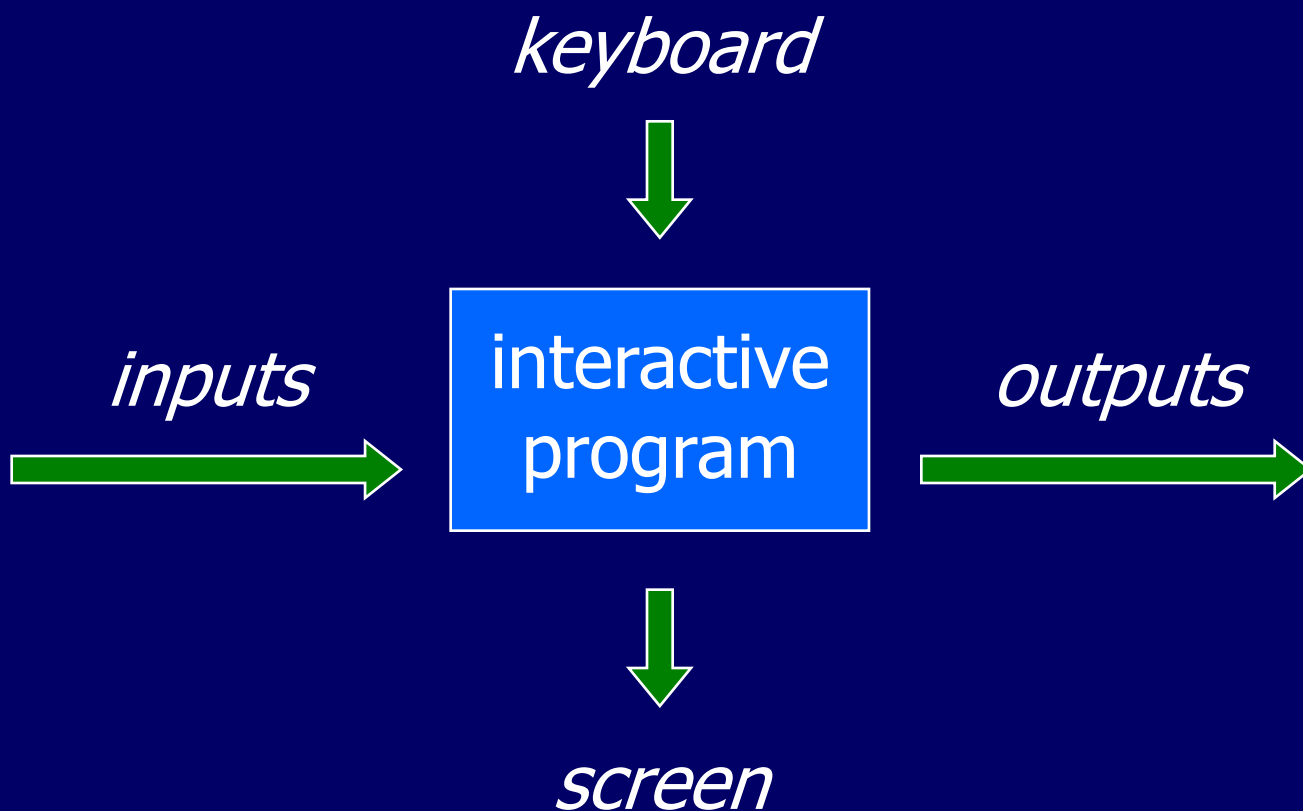 keyboard
inputs
interactive
program
outputs
screen